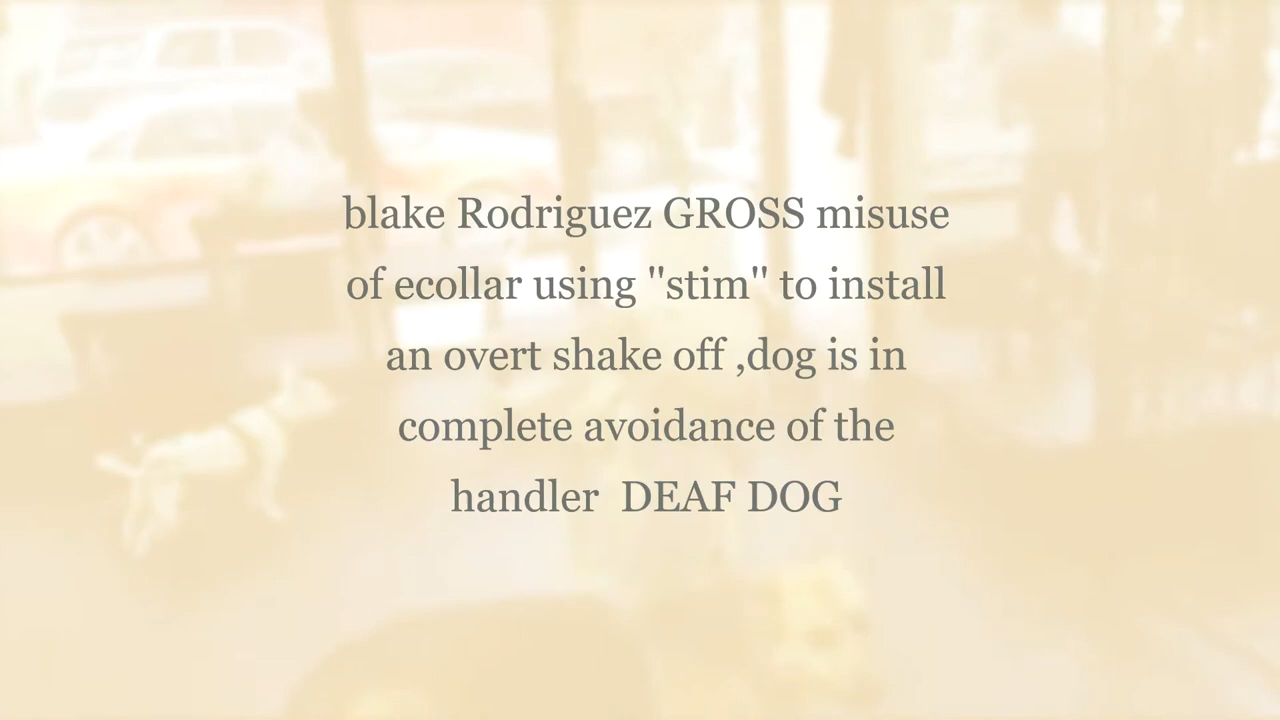 blake Rodriguez GROSS misuse
of ecollar using "stim" to install
an overt shake off ,dog is in
complete avoidance of the
handler  DEAF DOG